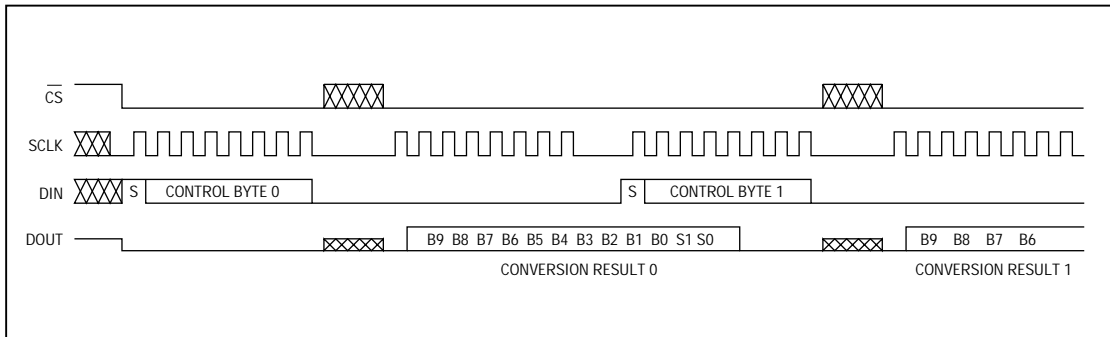 CS
SCLK
DIN S CONTROL BYTE 0 S CONTROL BYTE 1
DOUT B9 B8 B7 B6 B5 B4 B3 B2 B1 B0 S1 S0 B9 B8 B7 B6
CONVERSION RESULT 0 CONVERSION RESULT 1